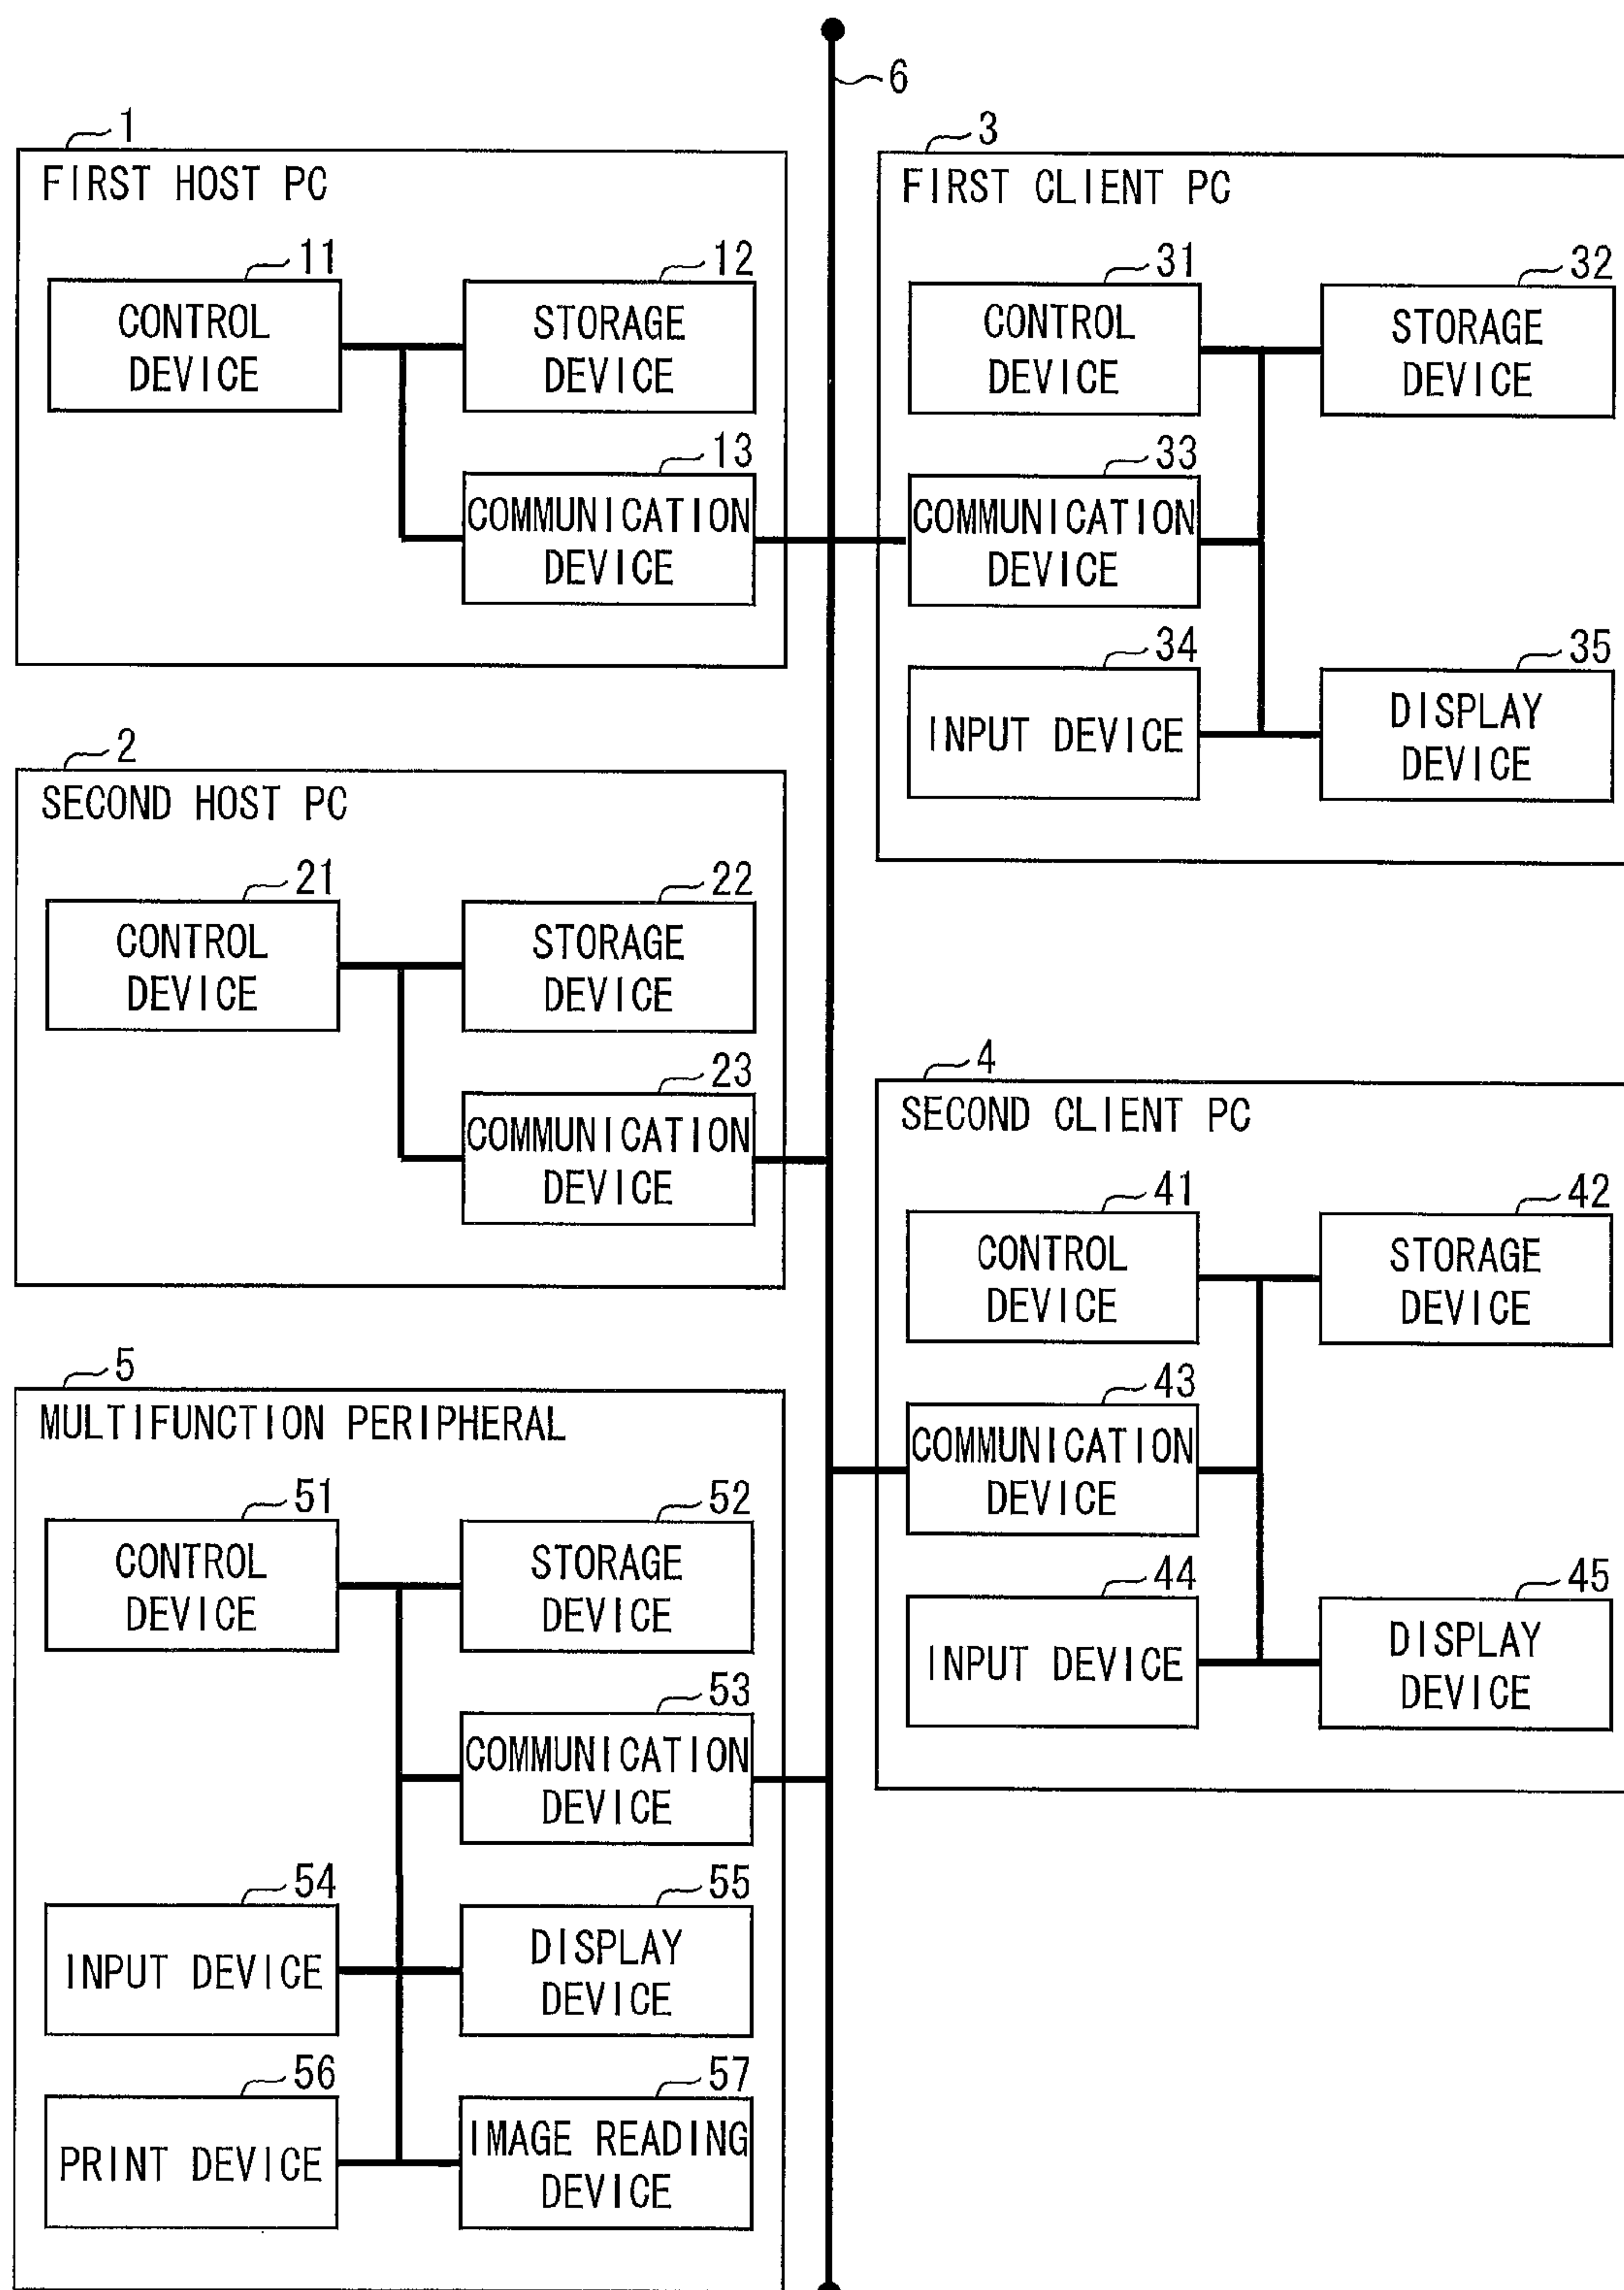 6
1
FIRST HOST PC
11
CONTROL
DEVICE
12
STORAGE
DEVICE
13
COMMUNICATION
DEVICE
3
FIRST CLIENT PC
31
CONTROL
DEVICE
32
STORAGE
DEVICE
33
COMMUNICATION
DEVICE
34
INPUT DEVICE
35
DISPLAY
DEVICE
2
SECOND HOST PC
21
CONTROL
DEVICE
22
STORAGE
DEVICE
23
COMMUNICATION
DEVICE
4
SECOND CLIENT PC
41
CONTROL
DEVICE
42
STORAGE
DEVICE
43
COMMUNICATION
DEVICE
44
INPUT DEVICE
45
DISPLAY
DEVICE
5
MULTIFUNCTION PERIPHERAL
51
CONTROL
DEVICE
52
STORAGE
DEVICE
53
COMMUNICATION
DEVICE
54
INPUT DEVICE
55
DISPLAY
DEVICE
56
PRINT DEVICE
57
IMAGE READING
DEVICE